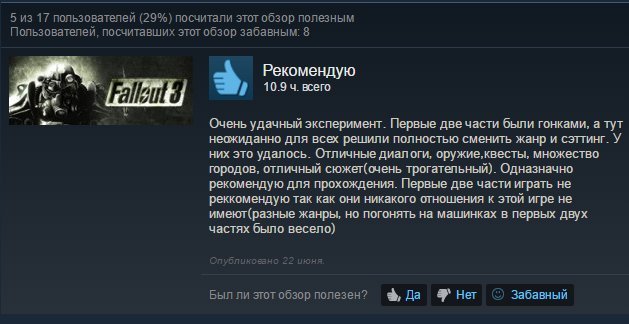 5 из 17 пользователей (29%) посчитали этот обзор полезным
Пользователей, посчитавших этот обзор забавным: 8
Fallout 3
Рекомендую
10.9 ч. всего
Очень удачный эксперимент. Первые две части были гонками, а тут
неожиданно для всех решили полностью сменить жанр и сэттинг. У
них это удалось. Отличные диалоги, оружие,квесты, множество
городов, отличный сюжет(очень трогательный). Однозначно
рекомендую для прохождения. Первые две части играть не
реккомендую так как они никакого отношения к этой игре не
имеют(разные жанры, но погонять на машинках в первых двух
частях было весело)
Опубликовано 22 июня.
Был ли этот обзор полезен? Да Нет Забавный